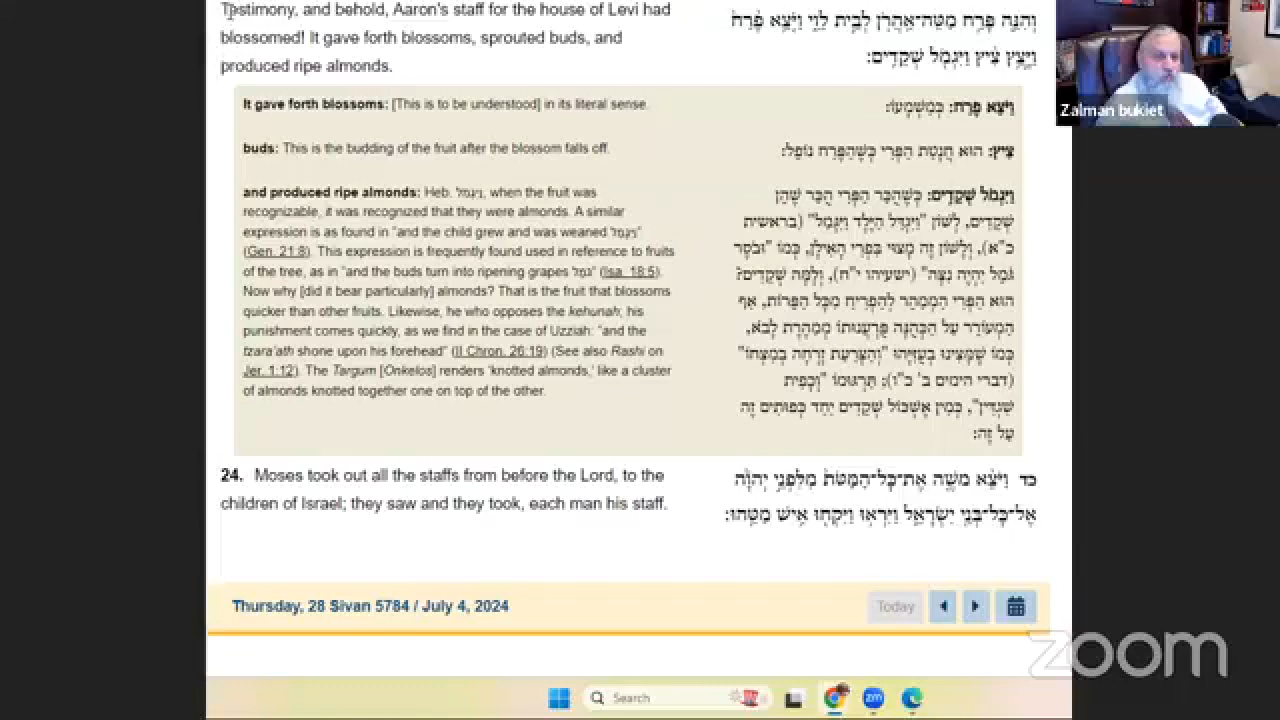 Testimony, and behold, Aaron's staff for the house of Levi had
blossomed! It gave forth blossoms, sprouted buds, and
produced ripe almonds.
וְהִנֵּה פָּרַח מַטֵּה־אַהֲרֹן לְבֵית לֵוִי וַיֹּצֵא פֶרַח
וַיָּצֵץ צִיץ וַיִּגְמֹל שְׁקֵדִים:
It gave forth blossoms: [This is to be understood] in its literal sense.
וַיֹּצֵא פֶרַח: כְּמַשְׁמָעוֹ:
buds: This is the budding of the fruit after the blossom falls off.
צִיץ: הוּא חֲנָטַת הַפְּרִי כְּשֶׁהַפֶּרַח נוֹפֵל:
and produced ripe almonds: Heb. וַיִּגְמֹל, when the fruit was
recognizable, it was recognized that they were almonds. A similar
expression is as found in "and the child grew and was weaned וַיִּגָּמַל"
(Gen. 21:8). This expression is frequently found used in reference to fruits
of the tree, as in "and the buds turn into ripening grapes גֹּמֵל" (Isa. 18:5).
Now why [did it bear particularly] almonds? That is the fruit that blossoms
quicker than other fruits. Likewise, he who opposes the kehunah, his
punishment comes quickly, as we find in the case of Uzziah: "and the
tzara'ath shone upon his forehead" (II Chron. 26:19) (See also Rashi on
Jer. 1:12). The Targum [Onkelos] renders 'knotted almonds,' like a cluster
of almonds knotted together one on top of the other.
וַיִּגְמֹל שְׁקֵדִים: כְּשֶׁהֻכַּר הַפְּרִי הֻכַּר שֶׁהֵן
שְׁקֵדִים, לְשׁוֹן "וַיִּגְדַּל הַיֶּלֶד וַיִּגָּמַל" (בראשית
כ"א), וְלָשׁוֹן זֶה מָצוּי בִּפְרִי הָאִילָן, כְּמוֹ "וּבֹסֶר
גֹּמֵל יִהְיֶה נִצָּה" (ישעיהו י"ח), וְלָמָּה שְׁקֵדִים?
הוּא הַפְּרִי הַמְמַהֵר לְהַפְרִיחַ מִכָּל הַפֵּרוֹת, אַף
הַמְעוֹרֵר עַל הַכְּהֻנָּה פֻּרְעָנוּתוֹ מְמַהֶרֶת לָבֹא,
כְּמוֹ שֶׁמָּצִינוּ בְּעֻזִּיָּהוּ "וְהַצָּרַעַת זָרְחָה בְמִצְחוֹ"
(דברי הימים ב' כ"ו); תַּרְגּוּמוֹ "וְכָפִית
שִׁגְדִין", כְּמִין אֶשְׁכּוֹל שְׁקֵדִים יַחַד כְּפוּתִים זֶה
עַל זֶה:
24. Moses took out all the staffs from before the Lord, to the
children of Israel; they saw and they took, each man his staff.
כד וַיֹּצֵא מֹשֶׁה אֶת־כָּל־הַמַּטֹּת מִלִּפְנֵי יְהֹוָה
אֶל־כָּל־בְּנֵי יִשְׂרָאֵל וַיִּרְאוּ וַיִּקְחוּ אִישׁ מַטֵּהוּ:
Thursday, 28 Sivan 5784 / July 4, 2024
Today
Zalman bukiet
zoom
Search
zm